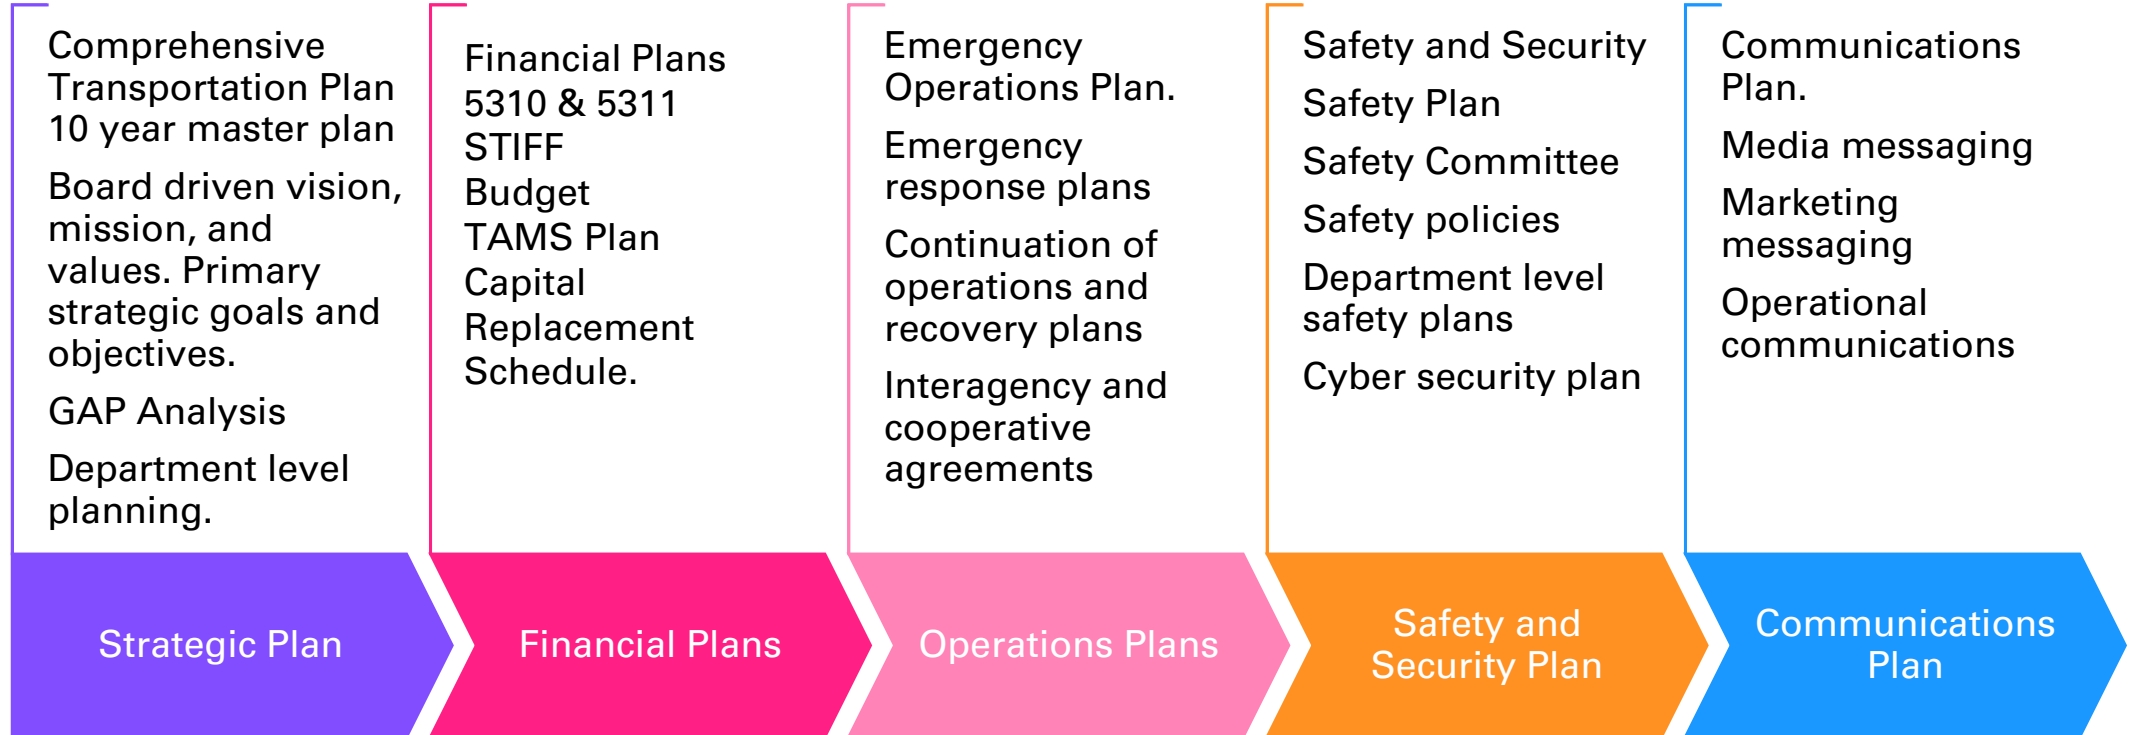 Comprehensive
Transportation Plan
10 year master plan
Board driven vision,
mission, and
values. Primary
strategic goals and
objectives.
GAP Analysis
Department level
planning.
Strategic Plan
Financial Plans
5310 & 5311
STIFF
Budget
TAMS Plan
Capital
Replacement
Schedule.
Financial Plans
Emergency
Operations Plan.
Emergency
response plans
Continuation of
operations and
recovery plans
Interagency and
cooperative
agreements
Operations Plans
Safety and Security
Safety Plan
Safety Committee
Safety policies
Department level
safety plans
Cyber security plan
Safety and
Security Plan
Communications
Plan.
Media messaging
Marketing
messaging
Operational
communications
Communications
Plan